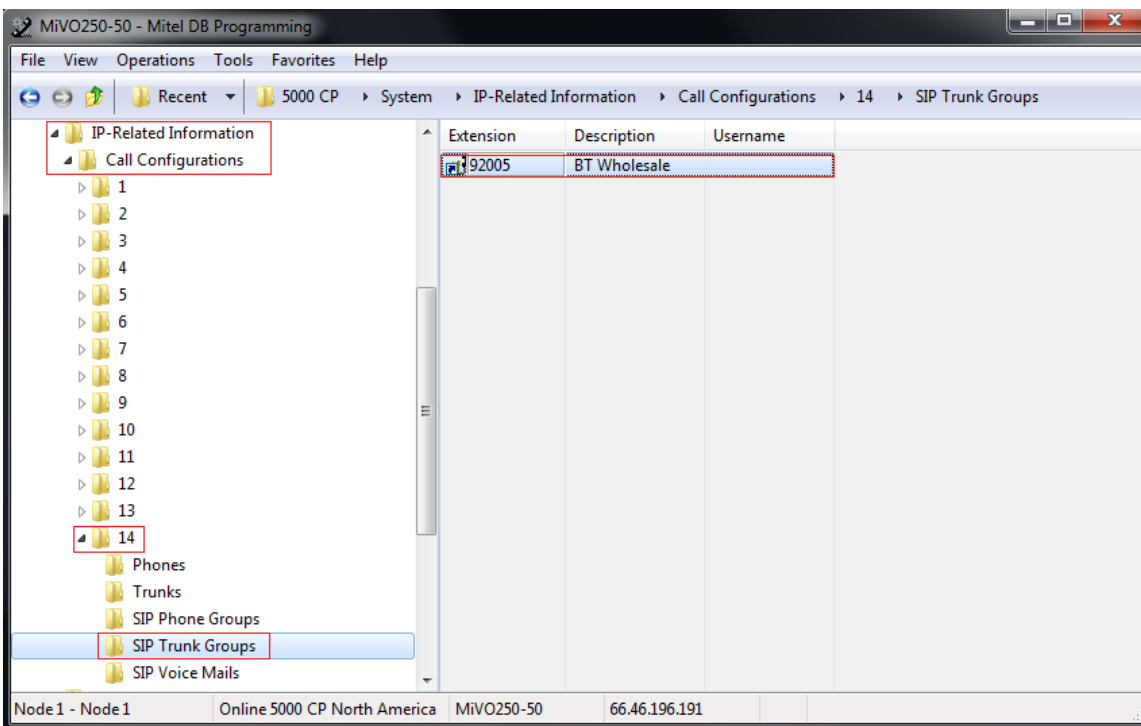 MiVO250-50 - Mitel DB Programming
File View Operations Tools Favorites Help
Recent 5000 CP System IP-Related Information Call Configurations 14 SIP Trunk Groups
IP-Related Information
Call Configurations
1
2
3
4
5
6
7
8
9
10
11
12
13
14
Phones
Trunks
SIP Phone Groups
SIP Trunk Groups
SIP Voice Mails
Extension Description Username
92005 BT Wholesale
Node 1 - Node 1 Online 5000 CP North America MiVO250-50 66.46.196.191